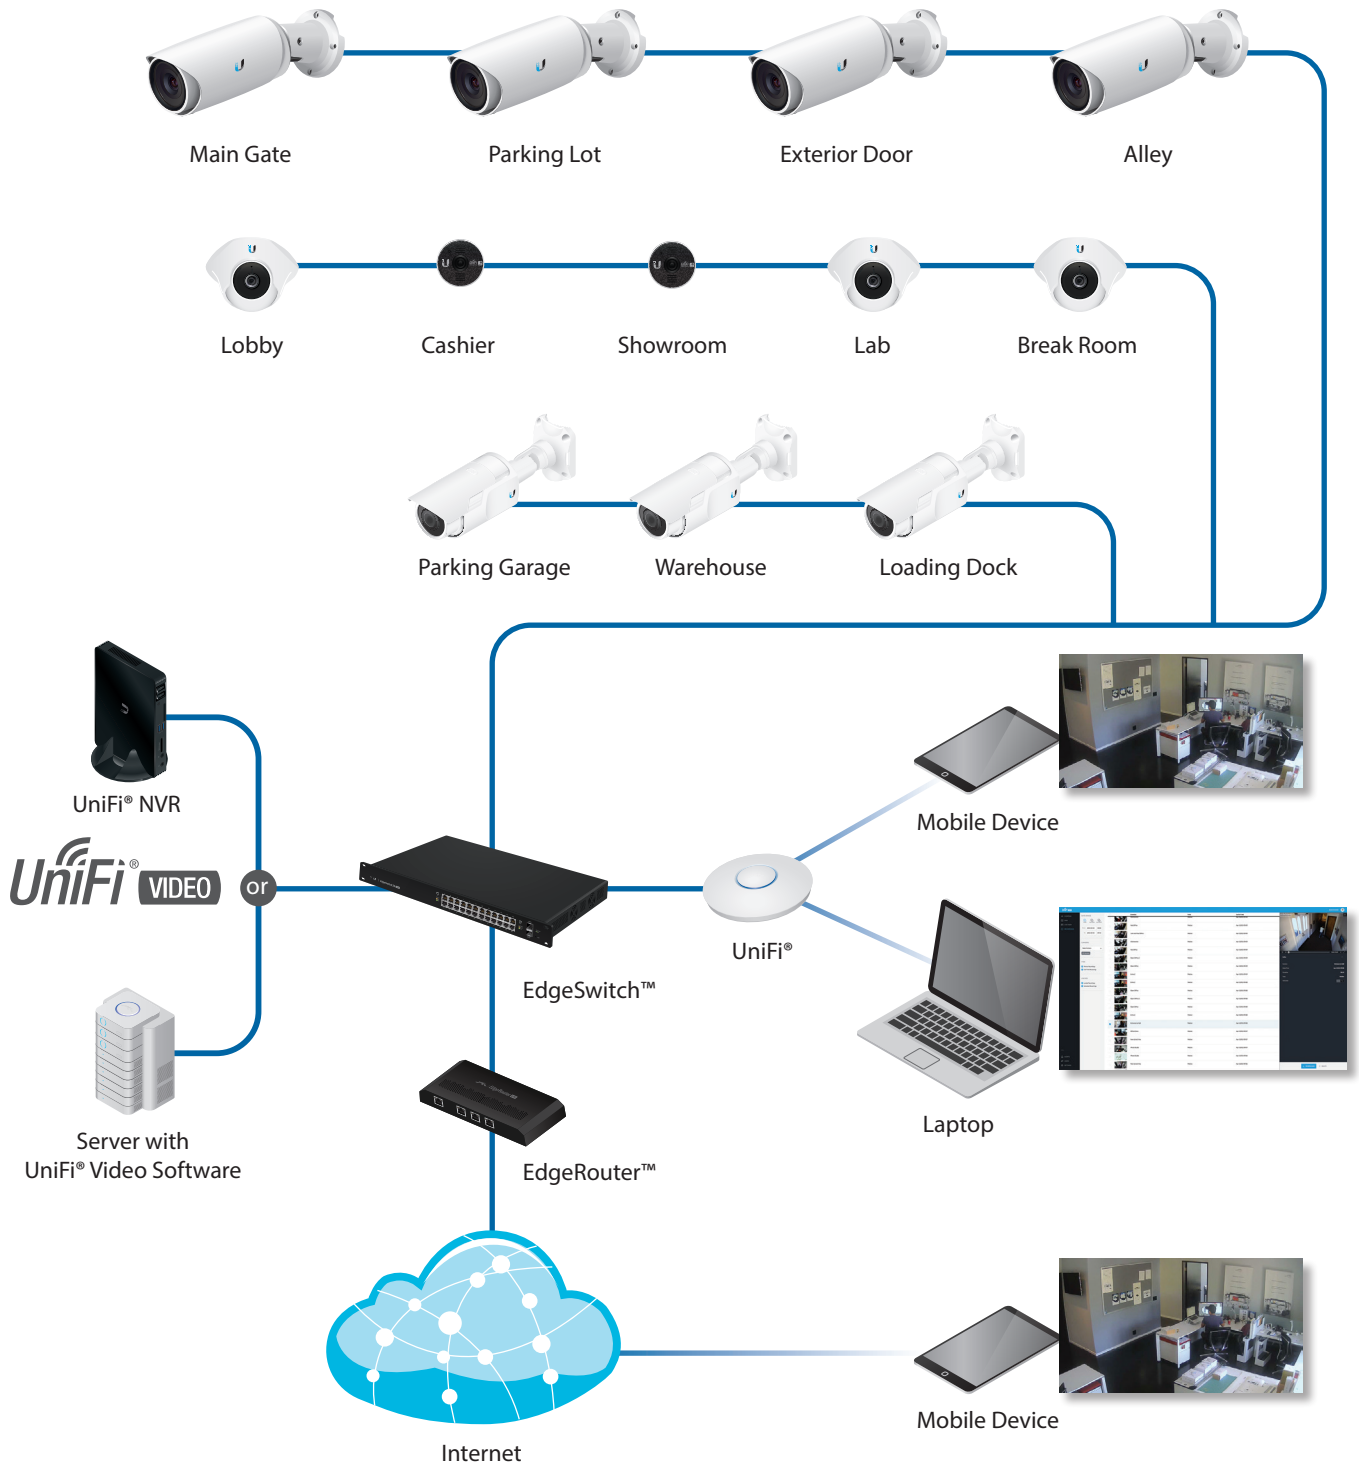 Main Gate
Parking Lot
Exterior Door
Alley
Lobby
Cashier
Showroom
Lab
Break Room
Parking Garage
Warehouse
Loading Dock
UniFi® NVR
Mobile Device
UniFi® VIDEO
or
UniFi®
EdgeSwitch™
Laptop
Server with
UniFi® Video Software
EdgeRouter™
Mobile Device
Internet